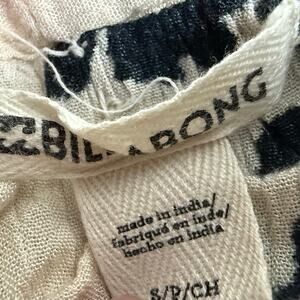 BILLABONG
made in india/
fabriqué en inde/
hecho en india
S/P/CH